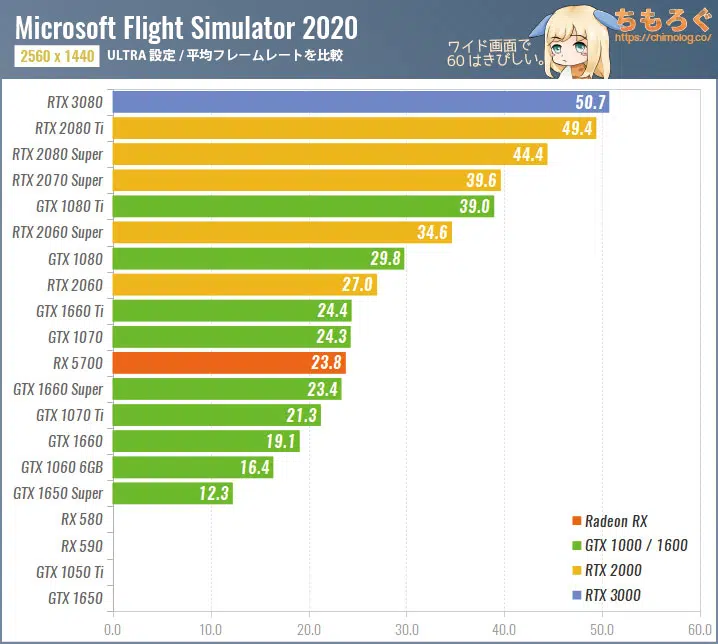 Microsoft Flight Simulator 2020
2560 x 1440 ULTRA 設定 / 平均フレームレートを比較
ワイド画面で
60 はきびしい。
ちもろぐ
https://chimolog.co/
RTX 3080 50.7
RTX 2080 Ti 49.4
RTX 2080 Super 44.4
RTX 2070 Super 39.6
GTX 1080 Ti 39.0
RTX 2060 Super 34.6
GTX 1080 29.8
RTX 2060 27.0
GTX 1660 Ti 24.4
GTX 1070 24.3
RX 5700 23.8
GTX 1660 Super 23.4
GTX 1070 Ti 21.3
GTX 1660 19.1
GTX 1060 6GB 16.4
GTX 1650 Super 12.3
RX 580
RX 590
GTX 1050 Ti
GTX 1650
Radeon RX
GTX 1000 / 1600
RTX 2000
RTX 3000
0.0 10.0 20.0 30.0 40.0 50.0 60.0